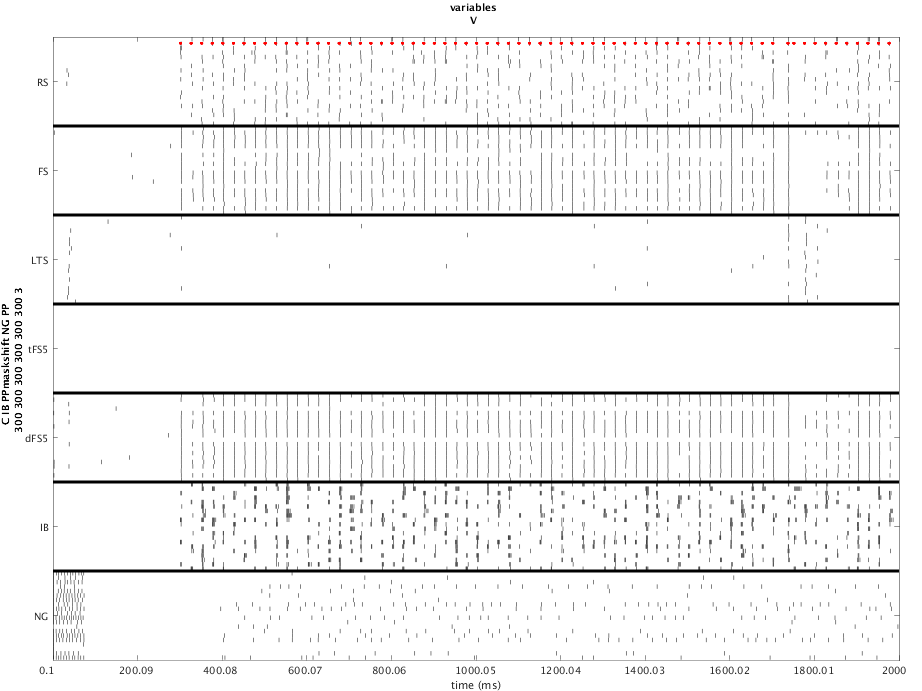 variables
V
C IB PPmaskshift NG PP
300 300 300 300 300 300 3
RS
FS
LTS
tFS5
dFS5
IB
NG
0.1 200.09 400.08 600.07 800.06 1000.05 1200.04 1400.03 1600.02 1800.01 2000
time (ms)